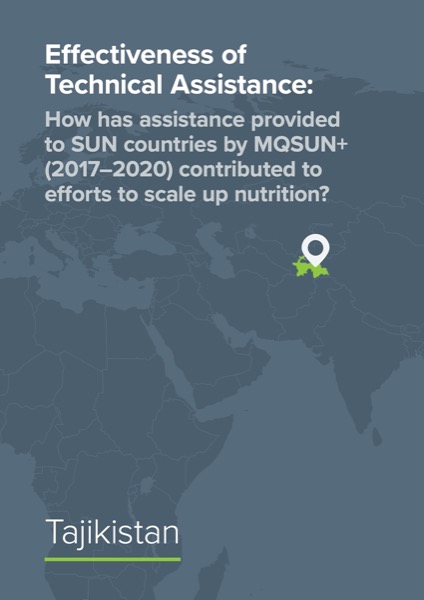 Effectiveness of
Technical Assistance:
How has assistance provided
to SUN countries by MQSUN+
(2017–2020) contributed to
efforts to scale up nutrition?
Tajikistan